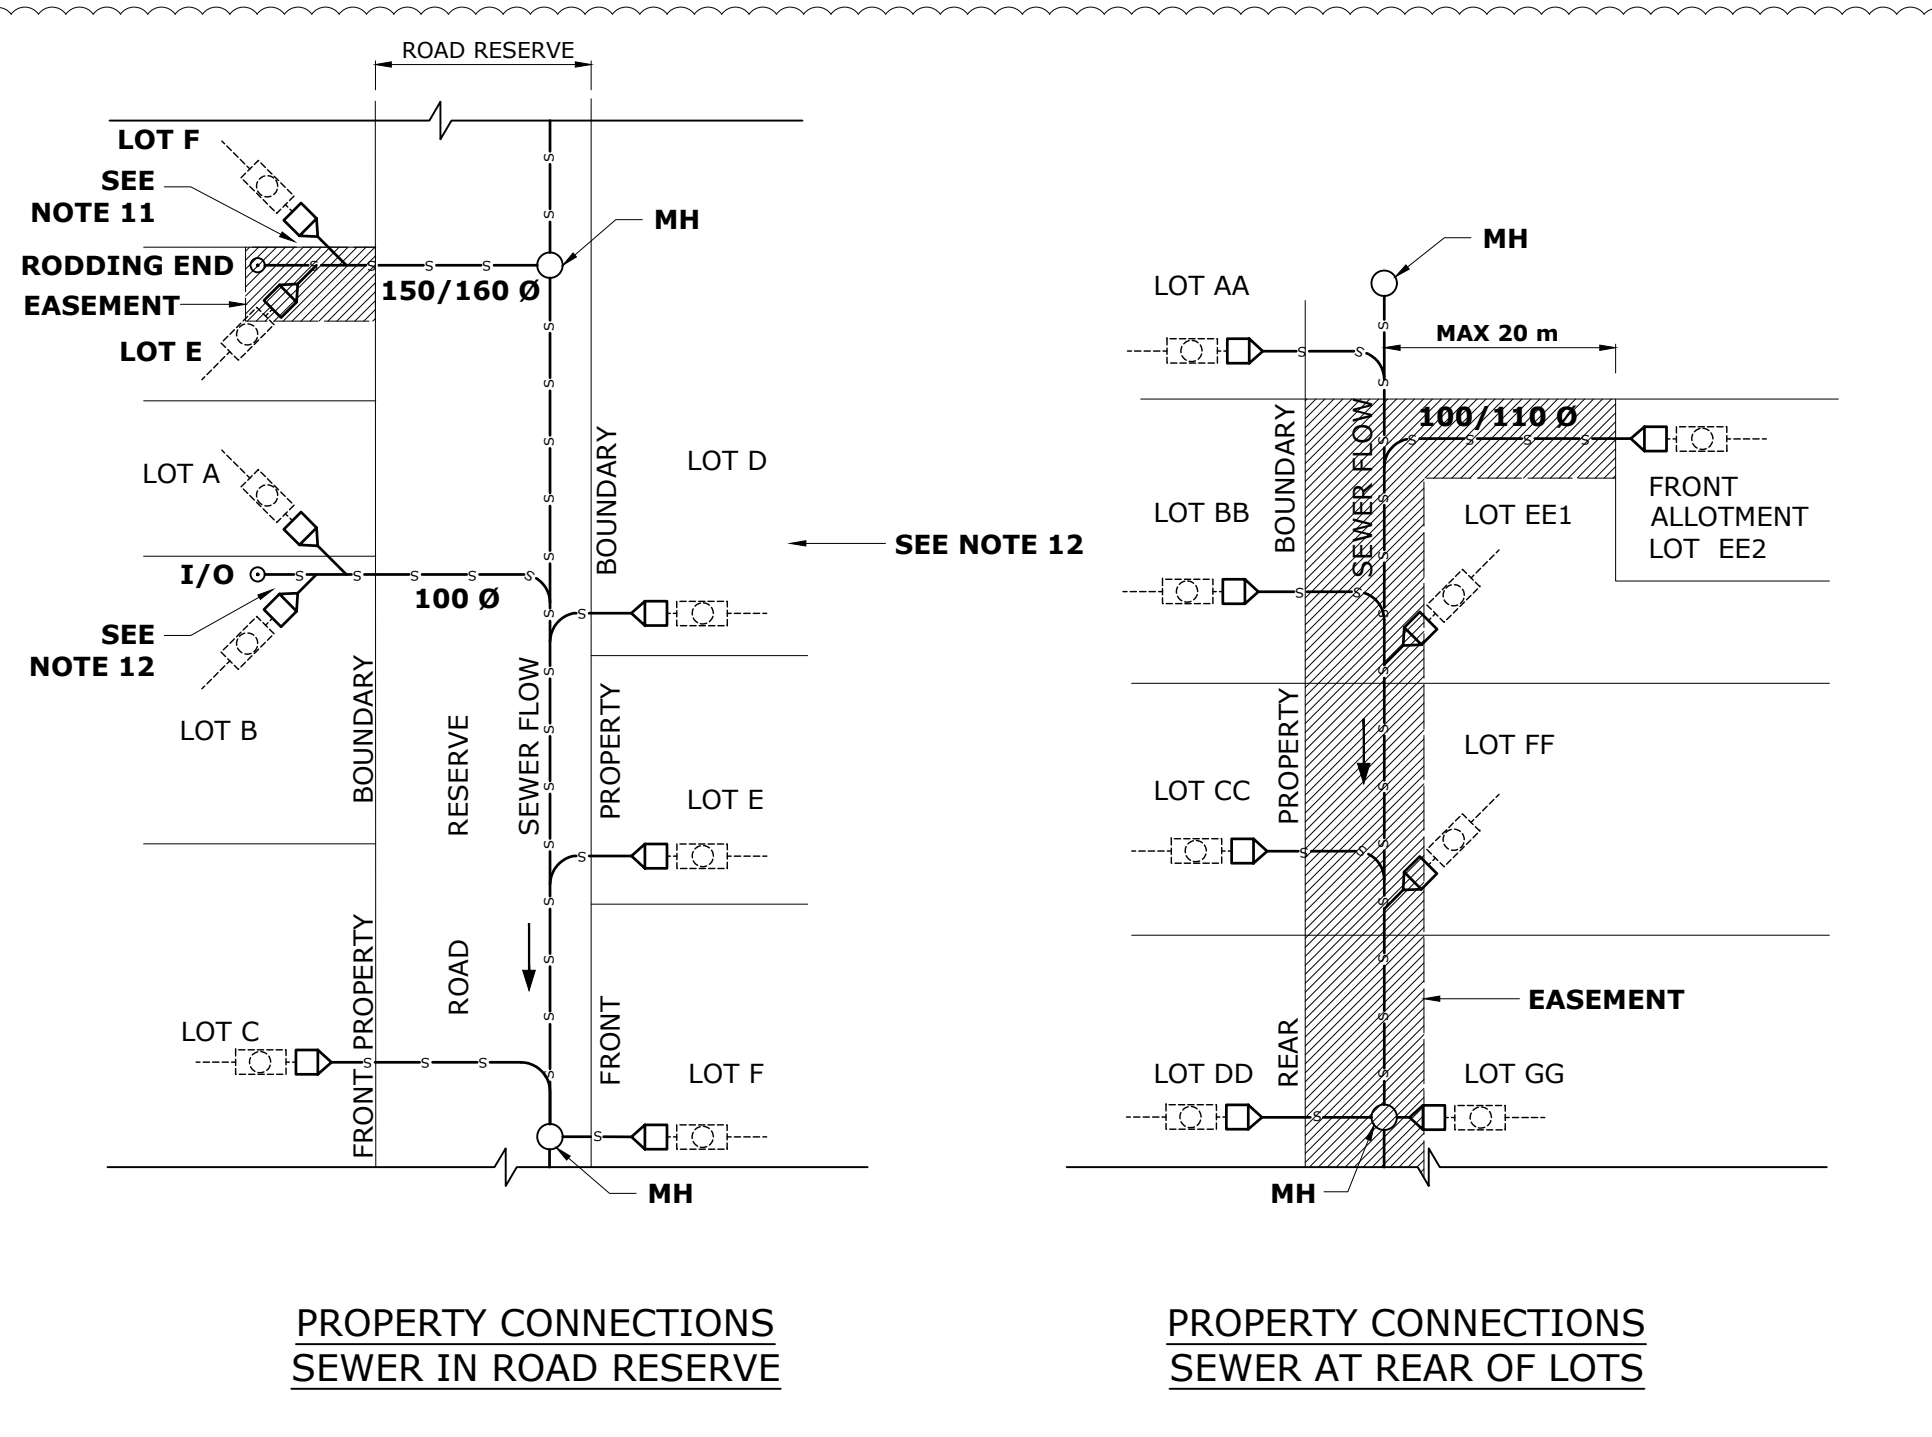 ROAD RESERVE
LOT F
SEE
NOTE 11
MH
RODDING END
150/160 Ø
EASEMENT
LOT E
LOT A
I/O
100 Ø
SEE
NOTE 12
LOT B
LOT C
FRONT PROPERTY BOUNDARY
ROAD RESERVE
SEWER FLOW
FRONT PROPERTY BOUNDARY
LOT D
SEE NOTE 12
LOT E
LOT F
MH
PROPERTY CONNECTIONS
SEWER IN ROAD RESERVE
MH
LOT AA
MAX 20 m
100/110 Ø
SEWER FLOW
REAR PROPERTY BOUNDARY
LOT BB
LOT EE1
FRONT
ALLOTMENT
LOT EE2
LOT CC
LOT FF
EASEMENT
LOT DD
LOT GG
MH
PROPERTY CONNECTIONS
SEWER AT REAR OF LOTS